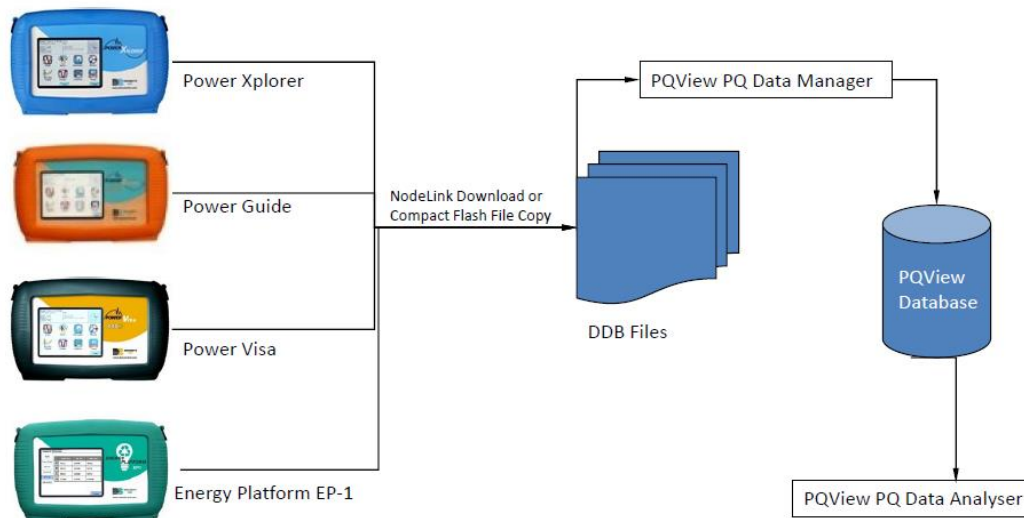 Power Xplorer
Power Guide
Power Visa
Energy Platform EP-1
NodeLink Download or
Compact Flash File Copy
DDB Files
PQView PQ Data Manager
PQView
Database
PQView PQ Data Analyser